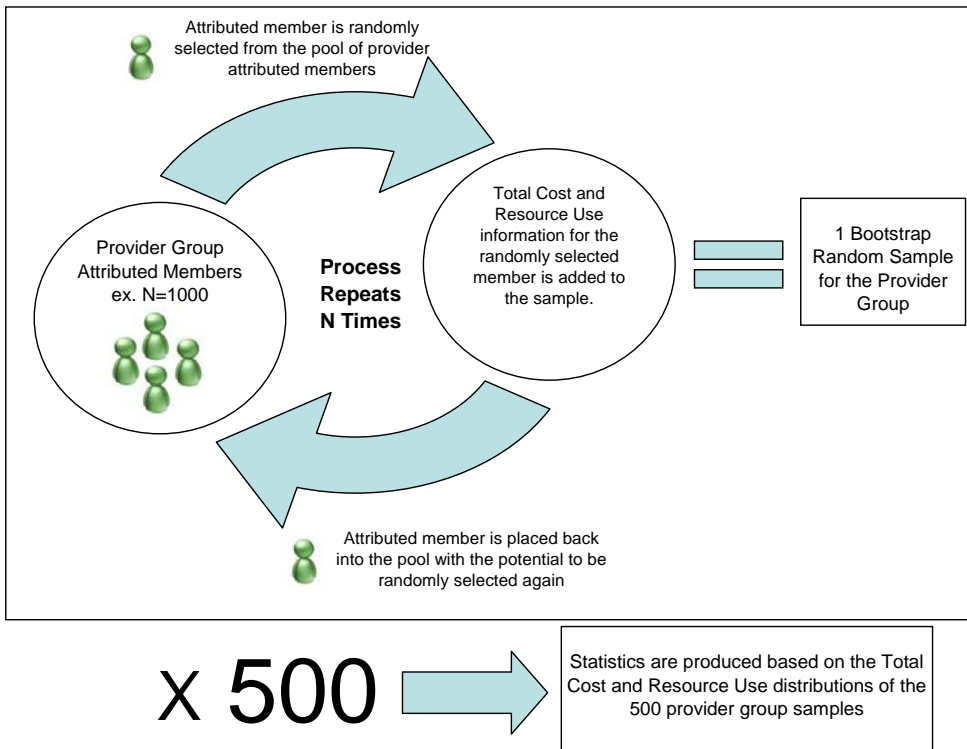 Attributed member is randomly
selected from the pool of provider
attributed members
Provider Group
Attributed Members
ex. N=1000
Process
Repeats
N Times
Total Cost and
Resource Use
information for the
randomly selected
member is added to
the sample.
1 Bootstrap
Random Sample
for the Provider
Group
Attributed member is placed back
into the pool with the potential to be
randomly selected again
X 500
Statistics are produced based on the Total
Cost and Resource Use distributions of the
500 provider group samples